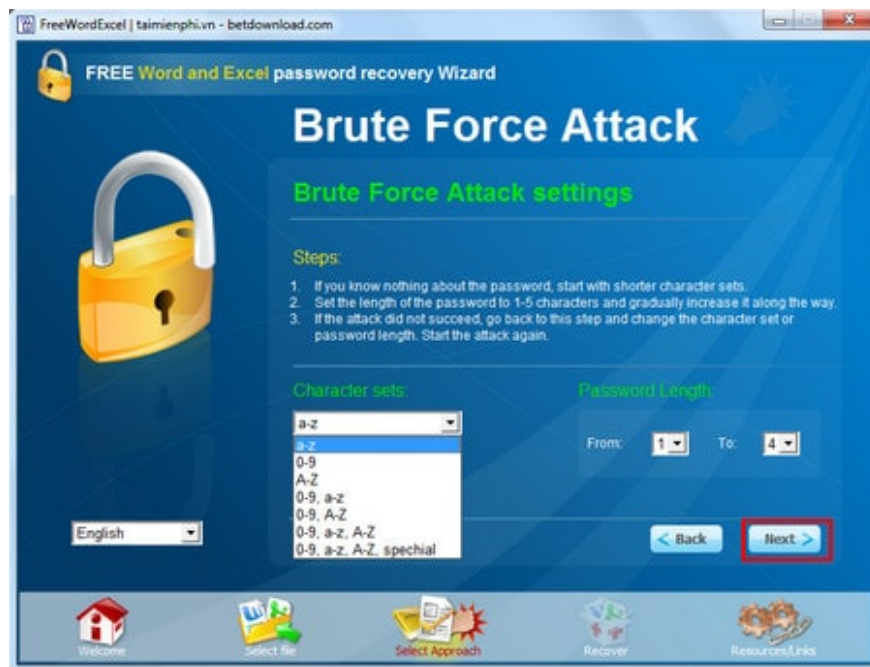 FreeWordExcel | taimienphi.vn - betdownload.com
FREE Word and Excel password recovery Wizard
Brute Force Attack
Brute Force Attack settings
Steps:
1. If you know nothing about the password, start with shorter character sets.
2. Set the length of the password to 1-5 characters and gradually increase it along the way.
3. If the attack did not succeed, go back to this step and change the character set or
password length. Start the attack again.
Character sets:
Password Length:
a-z
a-z
0-9
A-Z
0-9, a-z
0-9, A-Z
0-9, a-z, A-Z
0-9, a-z, A-Z, spechial
From: 1 To: 4
English
< Back
Next >
Welcome
Select file
Select Approach
Recover
Resources/Links